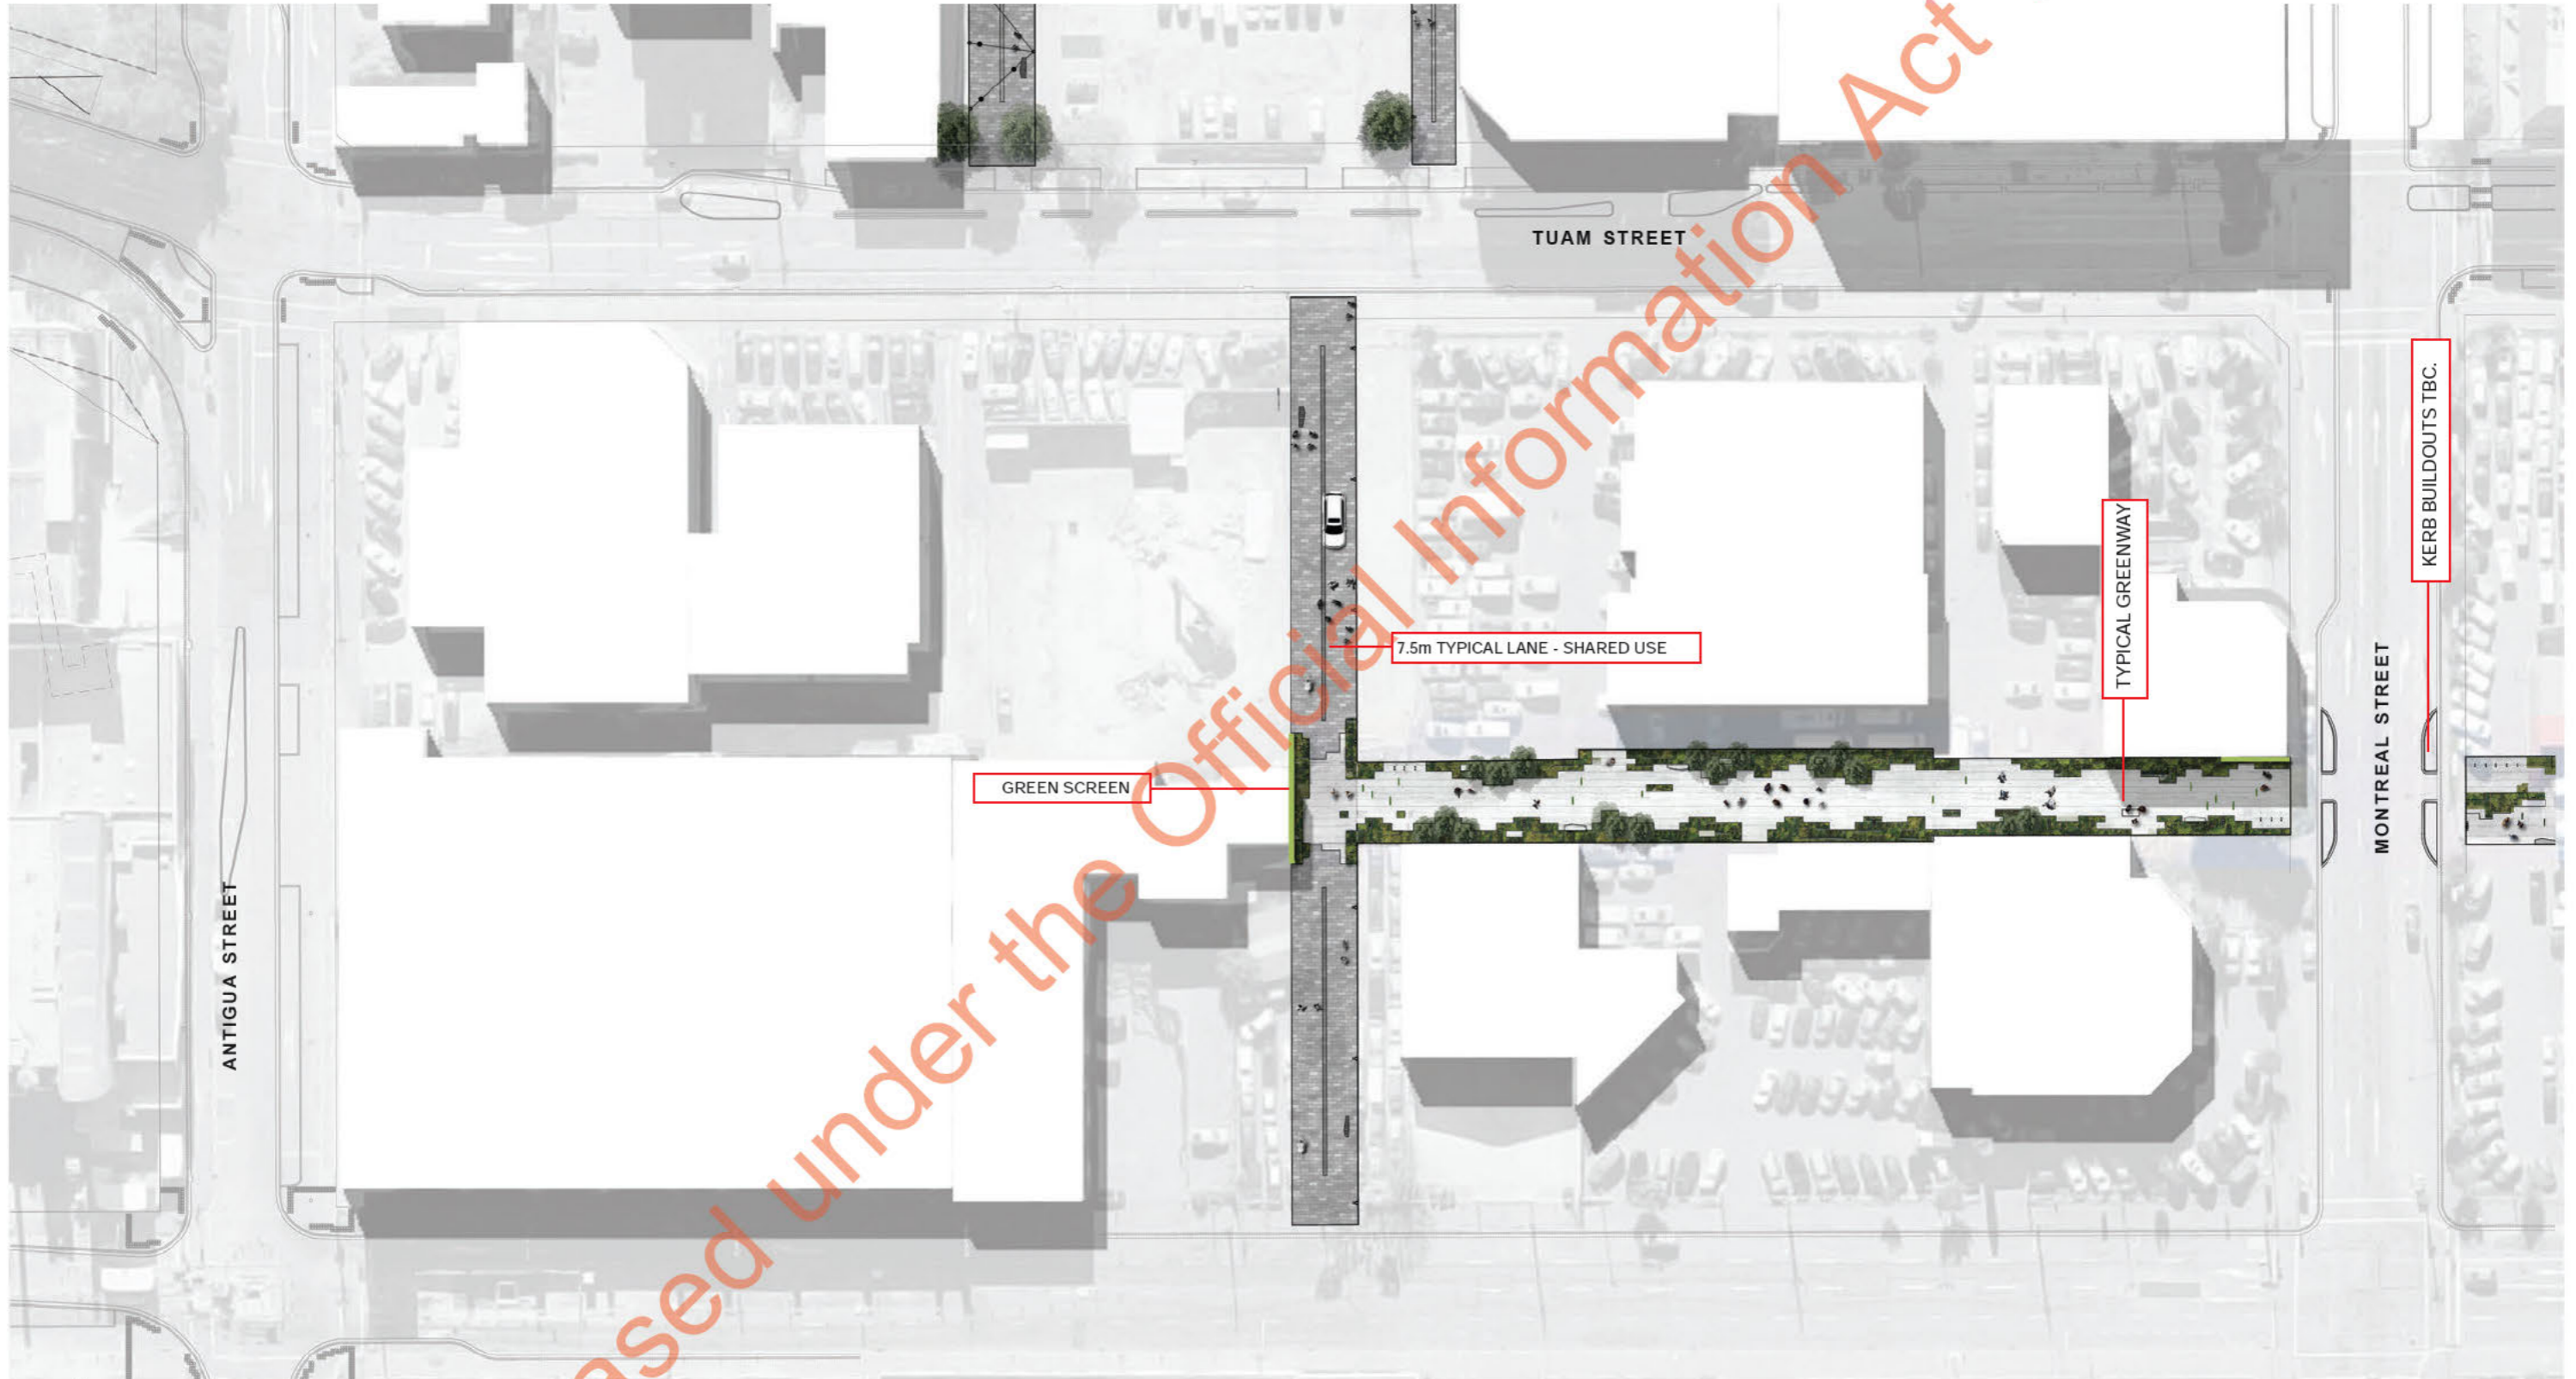 TUAM STREET
KERB BUILDOUTS TBC.
TYPICAL GREENWAY
7.5m TYPICAL LANE - SHARED USE
MONTREAL STREET
GREEN SCREEN
ANTIGUA STREET
ased under the Official Information Act